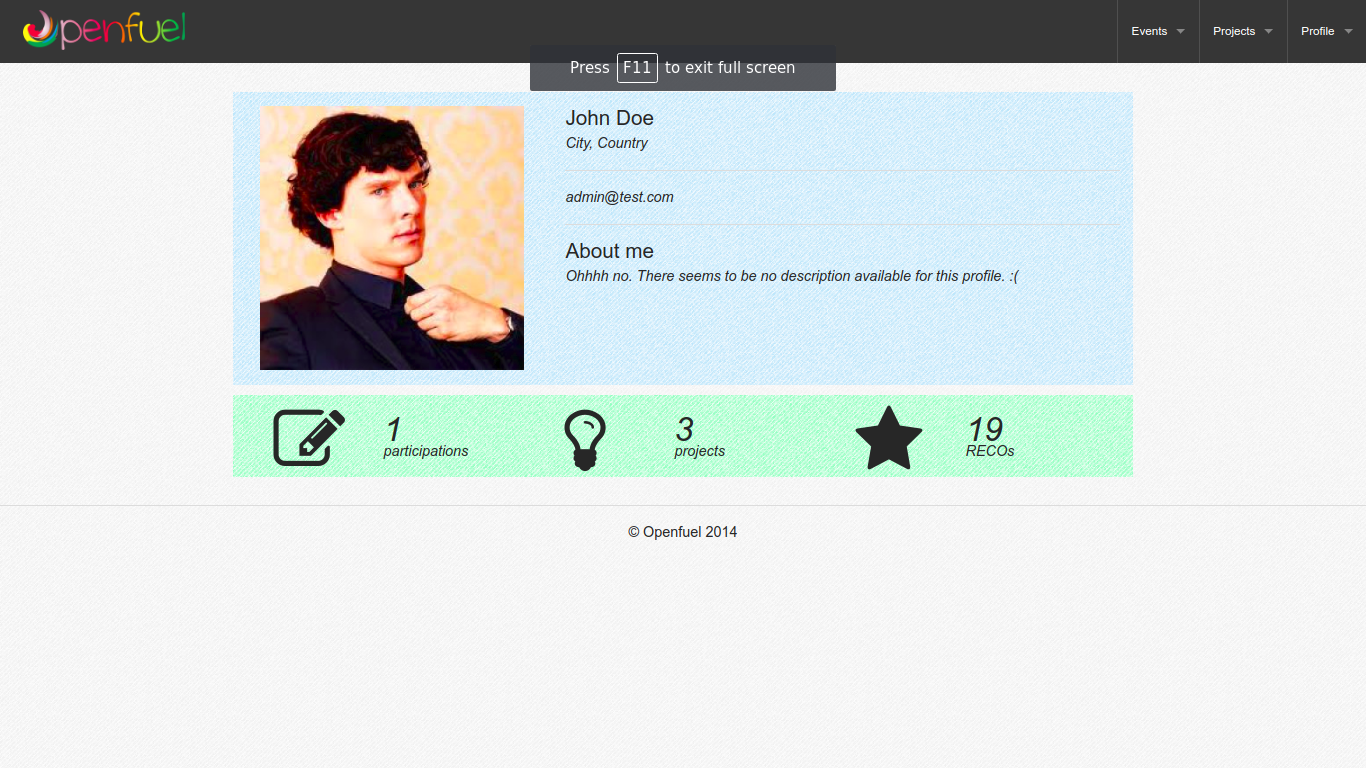 Openfuel
Events
Projects
Profile
Press F11 to exit full screen
John Doe
City, Country
admin@test.com
About me
Ohhhh no. There seems to be no description available for this profile. :(
1
participations
3
projects
19
RECOs
© Openfuel 2014